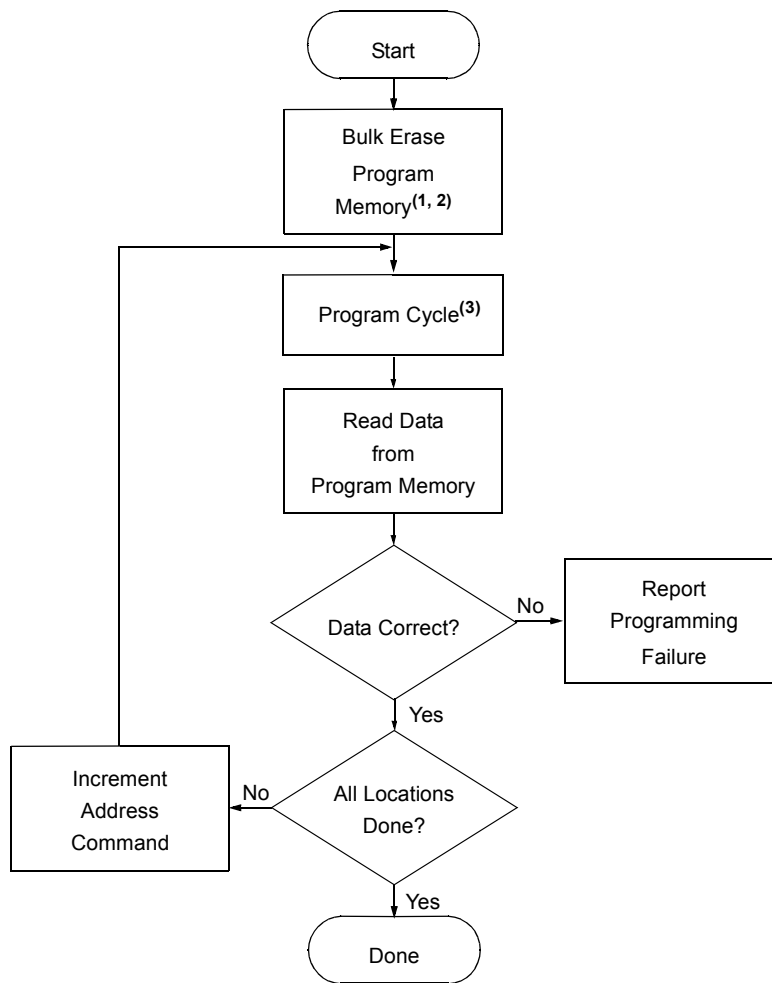 Start
Bulk Erase
Program
Memory(1, 2)
Program Cycle(3)
Read Data
from
Program Memory
Data Correct?
No
Report
Programming
Failure
Yes
All Locations
Done?
No
Increment
Address
Command
Yes
Done